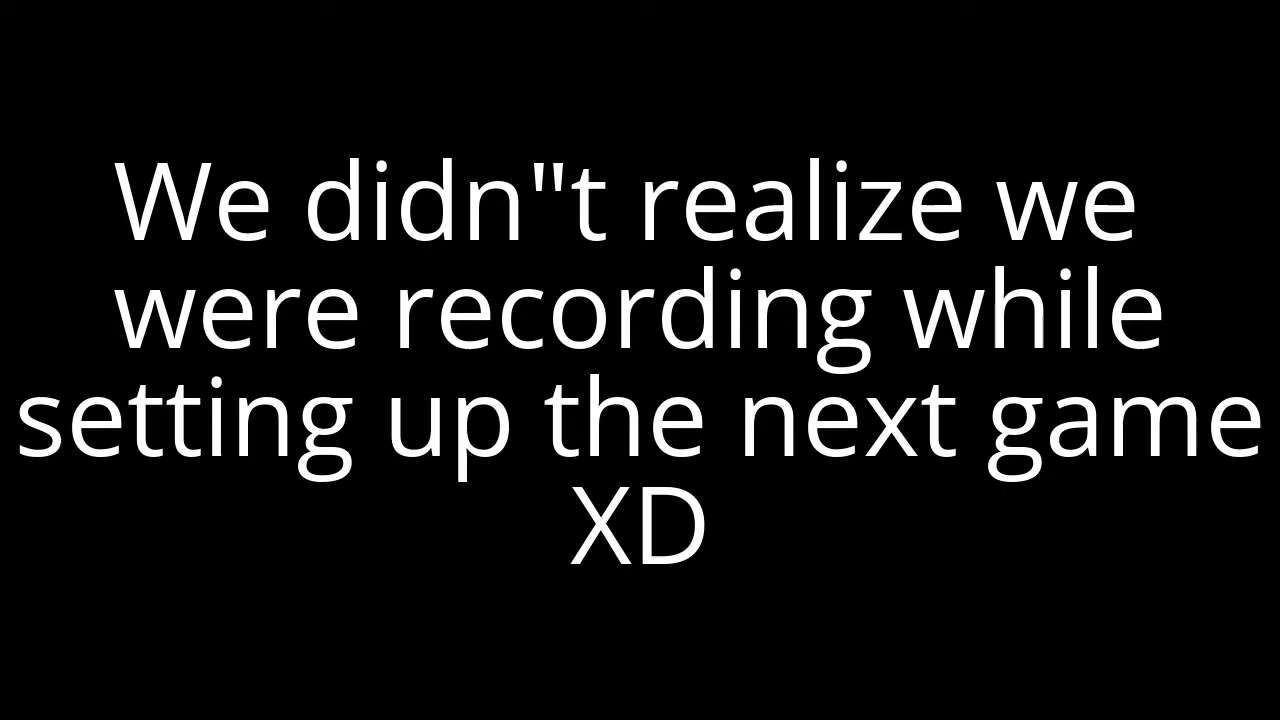 We didn"t realize we
were recording while
setting up the next game
XD